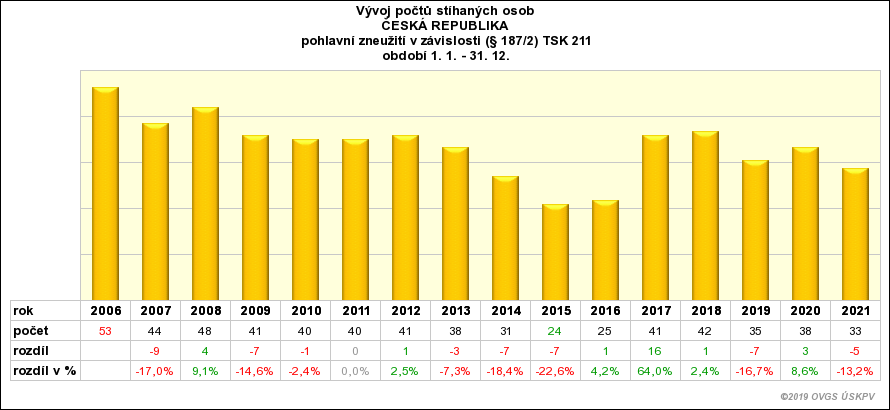 Vývoj počtů stíhaných osob
ČESKÁ REPUBLIKA
pohlavní zneužití v závislosti (§ 187/2) TSK 211
období 1. 1. - 31. 12.
rok 2006 2007 2008 2009 2010 2011 2012 2013 2014 2015 2016 2017 2018 2019 2020 2021
počet 53 44 48 41 40 40 41 38 31 24 25 41 42 35 38 33
rozdíl -9 4 -7 -1 0 1 -3 -7 -7 1 16 1 -7 3 -5
rozdíl v % -17,0% 9,1% -14,6% -2,4% 0,0% 2,5% -7,3% -18,4% -22,6% 4,2% 64,0% 2,4% -16,7% 8,6% -13,2%
©2019 OVGS ÚSKPV